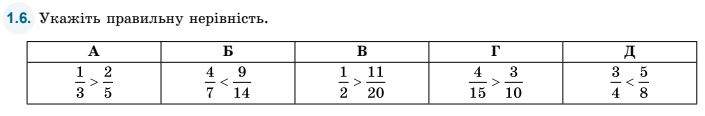 1.6. Укажіть правильну нерівність.
А Б В Г Д
1/3 > 2/5 4/7 < 9/14 1/2 > 11/20 4/15 > 3/10 3/4 < 5/8